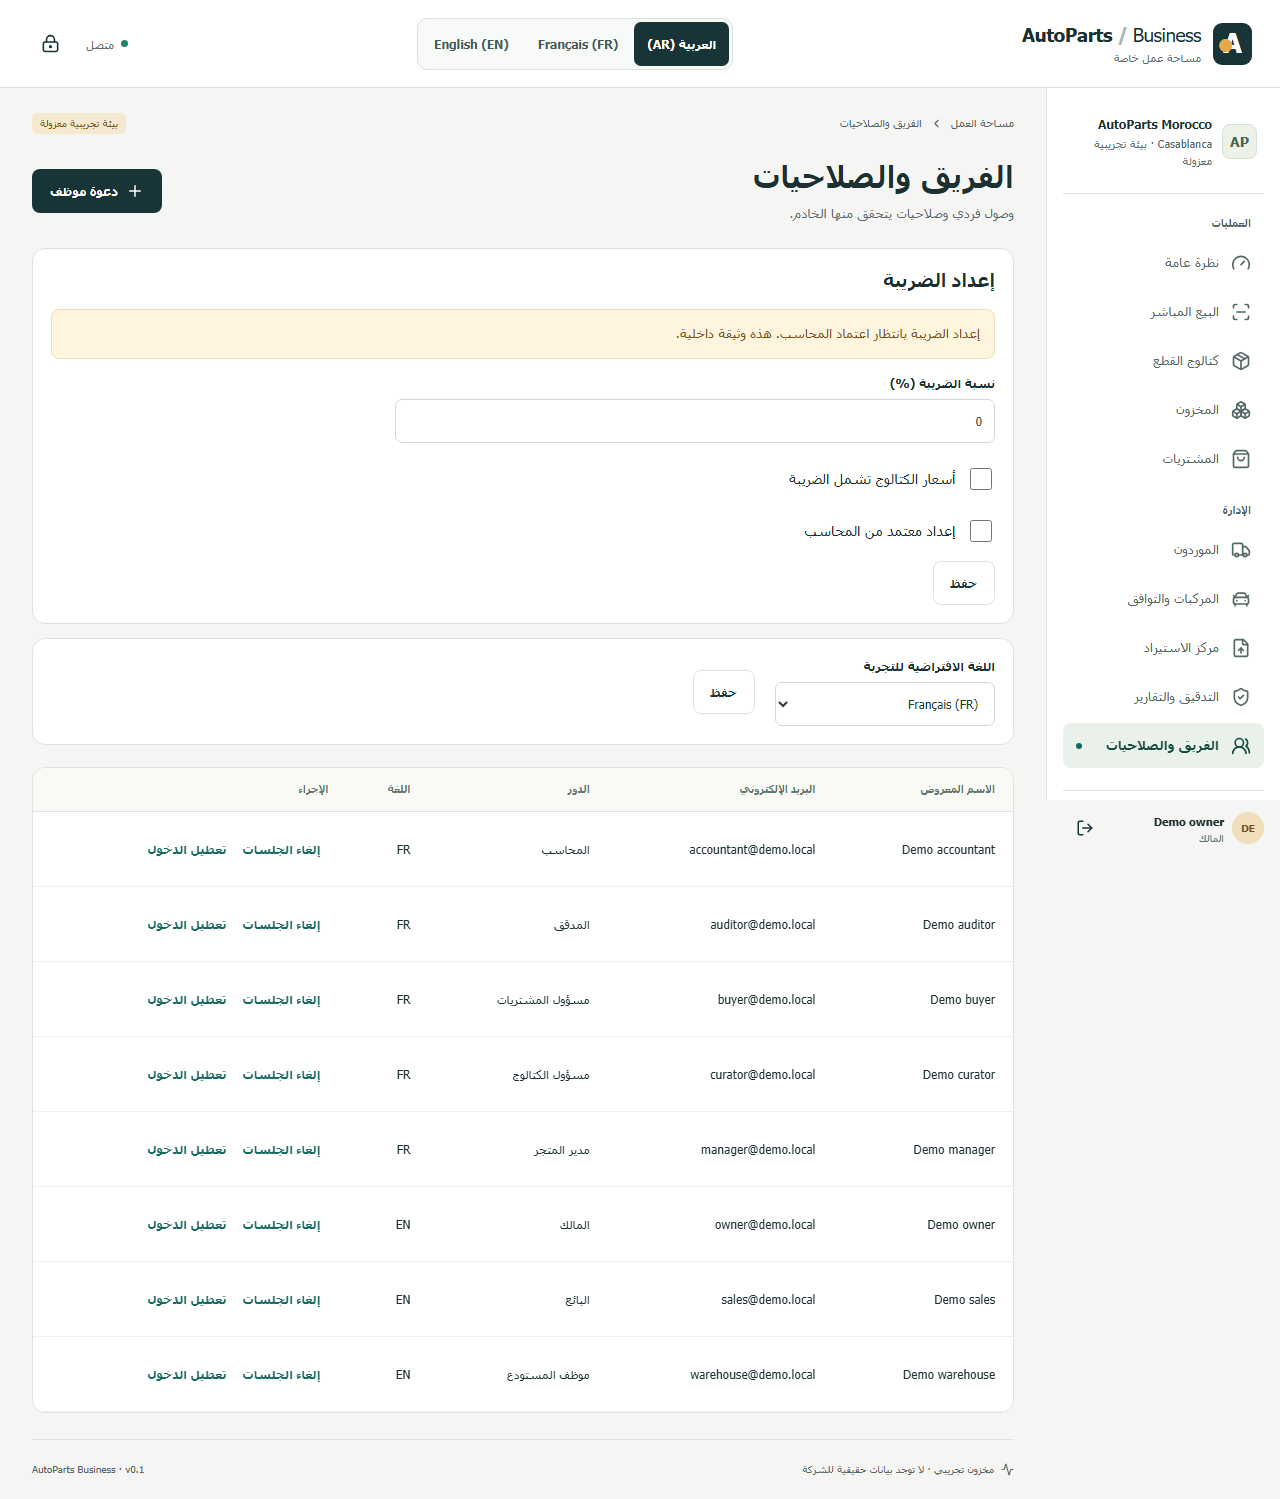 AutoParts / Business
مساحة عمل خاصة
العربية (AR)
Français (FR)
English (EN)
متصل
AP
AutoParts Morocco
Casablanca · بيئة تجريبية معزولة
العمليات
نظرة عامة
البيع المباشر
كتالوج القطع
المخزون
المشتريات
الإدارة
الموردون
المركبات والتوافق
مركز الاستيراد
التدقيق والتقارير
الفريق والصلاحيات
DE
Demo owner
المالك
مساحة العمل
الفريق والصلاحيات
بيئة تجريبية معزولة
الفريق والصلاحيات
وصول فردي وصلاحيات يتحقق منها الخادم.
دعوة موظف
إعداد الضريبة
إعداد الضريبة بانتظار اعتماد المحاسب. هذه وثيقة داخلية.
نسبة الضريبة (%)
0
أسعار الكتالوج تشمل الضريبة
إعداد معتمد من المحاسب
حفظ
اللغة الافتراضية للتجربة
Français (FR)
حفظ
الاسم المعروض البريد الإلكتروني الدور اللغة الإجراء
Demo accountant accountant@demo.local المحاسب FR إلغاء الجلسات تعطيل الدخول
Demo auditor auditor@demo.local المدقق FR إلغاء الجلسات تعطيل الدخول
Demo buyer buyer@demo.local مسؤول المشتريات FR إلغاء الجلسات تعطيل الدخول
Demo curator curator@demo.local مسؤول الكتالوج FR إلغاء الجلسات تعطيل الدخول
Demo manager manager@demo.local مدير المتجر FR إلغاء الجلسات تعطيل الدخول
Demo owner owner@demo.local المالك EN إلغاء الجلسات تعطيل الدخول
Demo sales sales@demo.local البائع EN إلغاء الجلسات تعطيل الدخول
Demo warehouse warehouse@demo.local موظف المستودع EN إلغاء الجلسات تعطيل الدخول
مخزون تجريبي · لا توجد بيانات حقيقية للشركة
AutoParts Business · v0.1